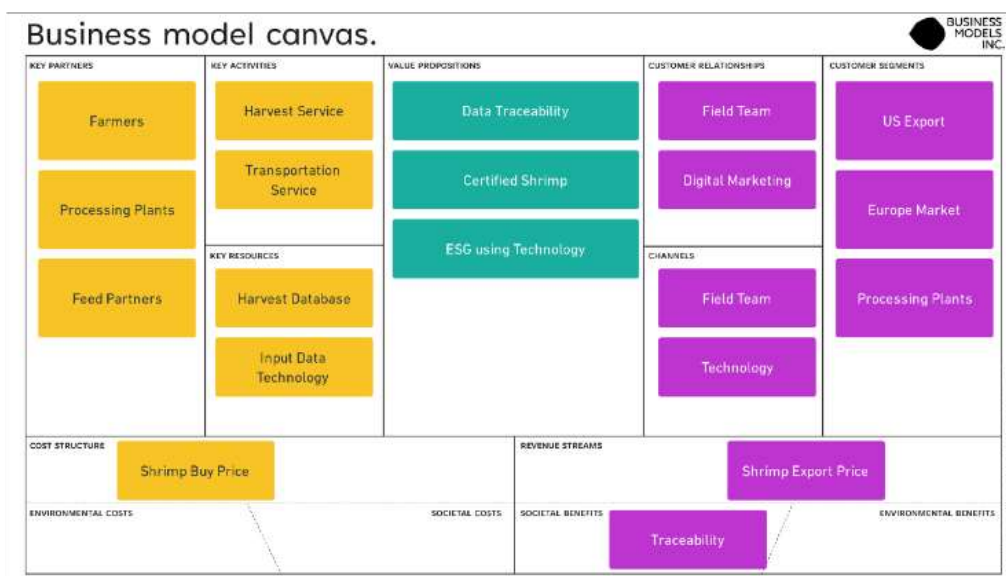 Business model canvas.
BUSINESS
MODELS
INC.
KEY PARTNERS
Farmers
Processing Plants
Feed Partners
KEY ACTIVITIES
Harvest Service
Transportation
Service
KEY RESOURCES
Harvest Database
Input Data
Technology
VALUE PROPOSITIONS
Data Traceability
Certified Shrimp
ESG using Technology
CUSTOMER RELATIONSHIPS
Field Team
Digital Marketing
CHANNELS
Field Team
Technology
CUSTOMER SEGMENTS
US Export
Europe Market
Processing Plants
COST STRUCTURE
Shrimp Buy Price
REVENUE STREAMS
Shrimp Export Price
ENVIRONMENTAL COSTS
SOCIETAL COSTS
SOCIETAL BENEFITS
Traceability
ENVIRONMENTAL BENEFITS